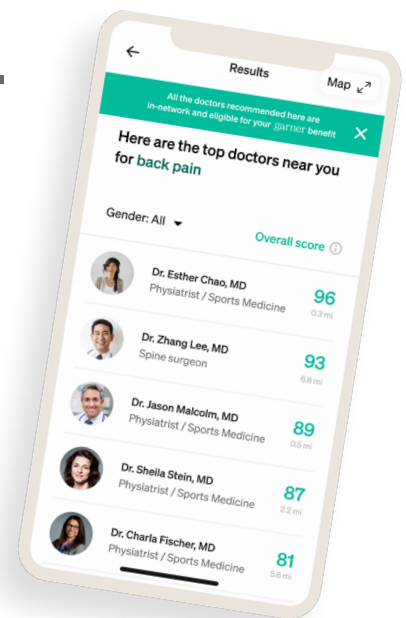 Results
Map
All the doctors recommended here are
in-network and eligible for your garner benefit
Here are the top doctors near you
for back pain
Gender: All
Overall score
Dr. Esther Chao, MD
Physiatrist / Sports Medicine
96
0.3 mi
Dr. Zhang Lee, MD
Spine surgeon
93
6.8 mi
Dr. Jason Malcolm, MD
Physiatrist / Sports Medicine
89
0.5 mi
Dr. Sheila Stein, MD
Physiatrist / Sports Medicine
87
2.2 mi
Dr. Charla Fischer, MD
Physiatrist / Sports Medicine
81
5.6 mi